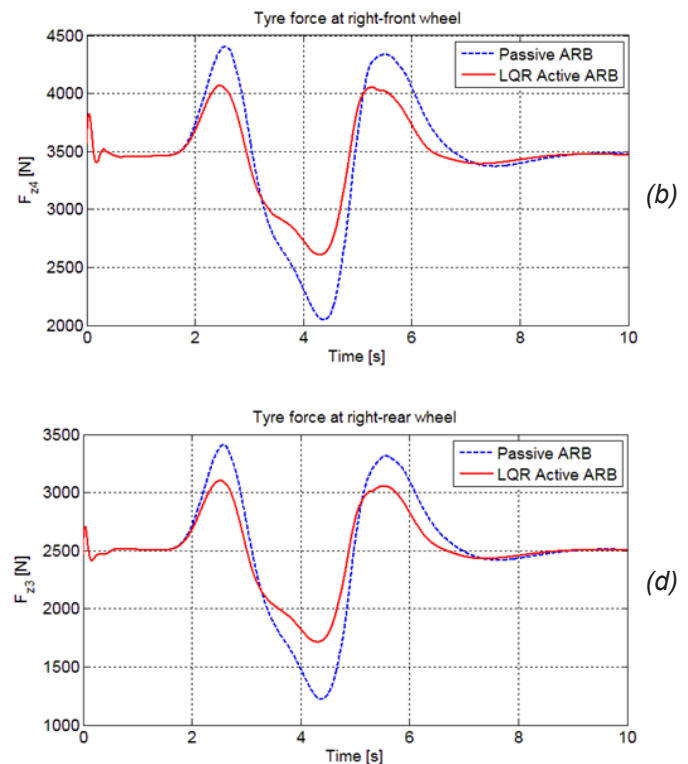 Tyre force at right-front wheel
4500
4000
3500
3000
2500
2000
F_z4 [N]
Passive ARB
LQR Active ARB
0 2 4 6 8 10
Time [s]
(b)
Tyre force at right-rear wheel
3500
3000
2500
2000
1500
1000
F_z3 [N]
Passive ARB
LQR Active ARB
0 2 4 6 8 10
Time [s]
(d)